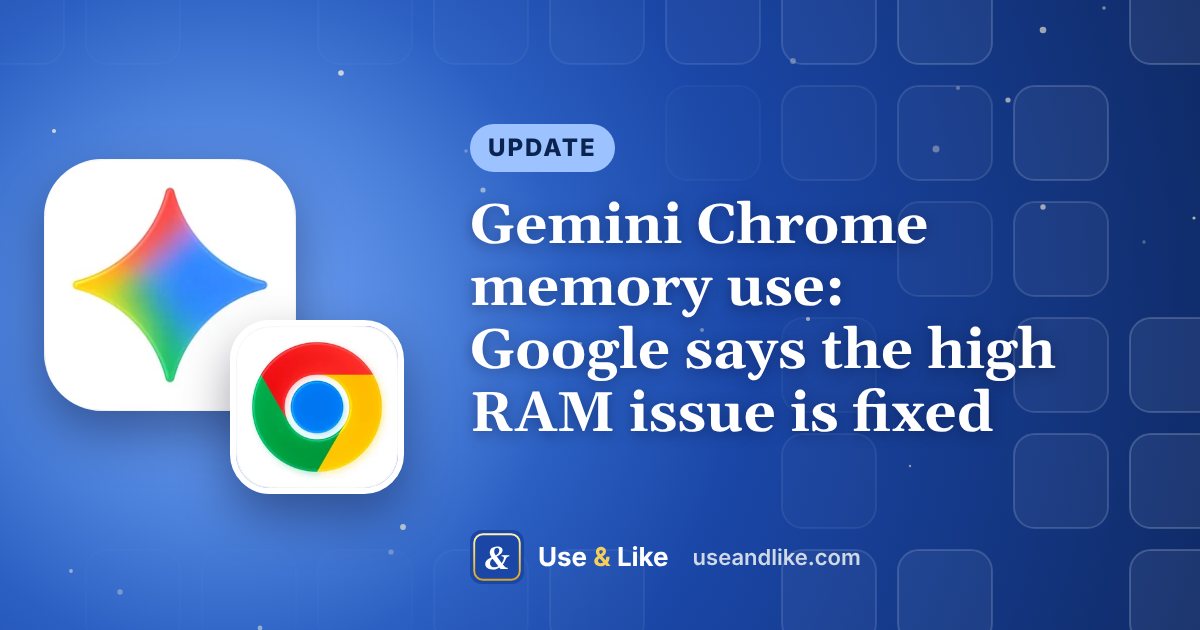 UPDATE
Gemini Chrome
memory use:
Google says the high
RAM issue is fixed
& Use & Like useandlike.com